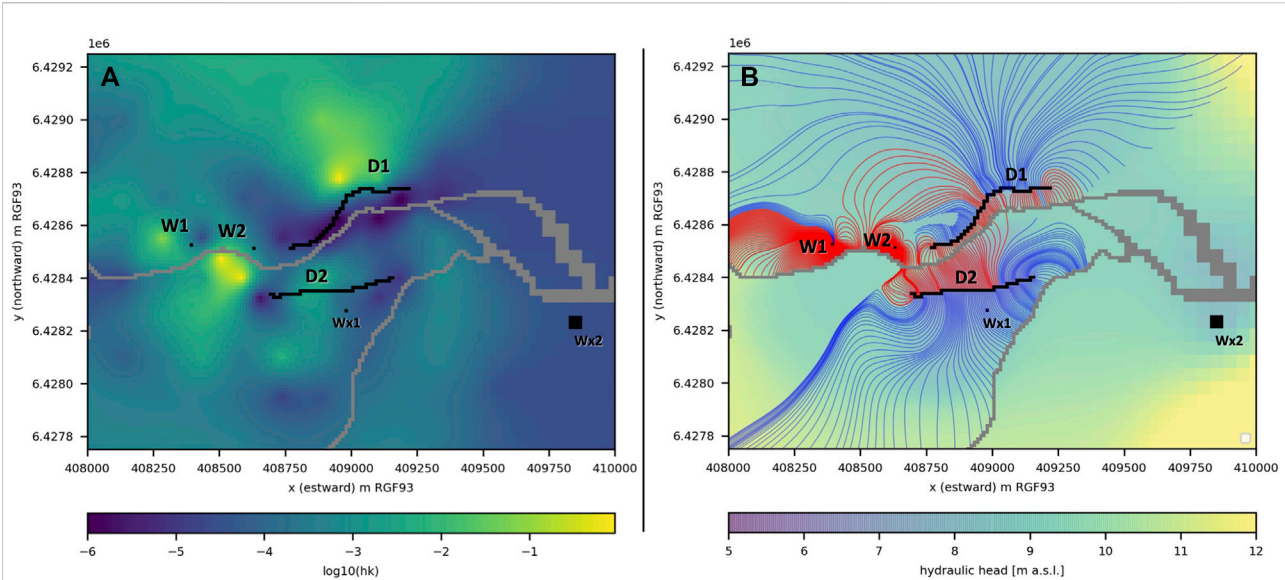 A
1e6
6.4292
6.4290
6.4288
6.4286
6.4284
6.4282
6.4280
6.4278
y (northward) m RGF93
D1
W1
W2
D2
Wx1
Wx2
408000 408250 408500 408750 409000 409250 409500 409750 410000
x (estward) m RGF93
−6 −5 −4 −3 −2 −1
log10(hk)
B
1e6
6.4292
6.4290
6.4288
6.4286
6.4284
6.4282
6.4280
6.4278
y (northward) m RGF93
D1
W1
W2
D2
Wx1
Wx2
408000 408250 408500 408750 409000 409250 409500 409750 410000
x (estward) m RGF93
5 6 7 8 9 10 11 12
hydraulic head [m a.s.l.]